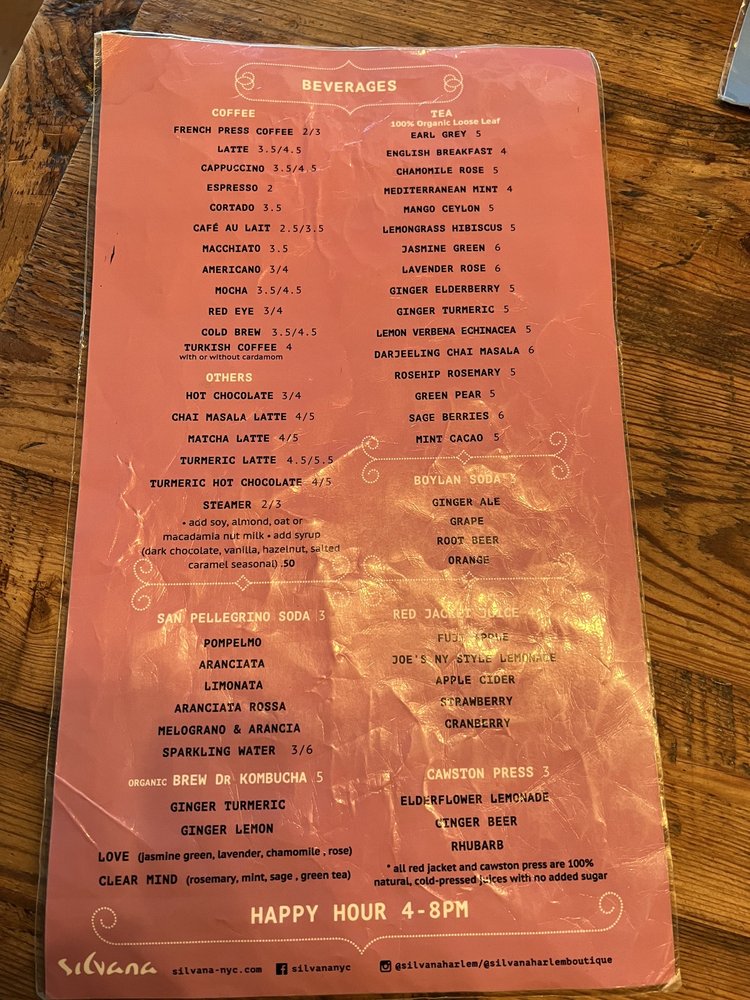 BEVERAGES
COFFEE
FRENCH PRESS COFFEE 2/3
LATTE 3.5/4.5
CAPPUCCINO 3.5/4.5
ESPRESSO 2
CORTADO 3.5
CAFÉ AU LAIT 2.5/3.5
MACCHIATO 3.5
AMERICANO 3/4
MOCHA 3.5/4.5
RED EYE 3/4
COLD BREW 3.5/4.5
TURKISH COFFEE 4
with or without cardamom
OTHERS
HOT CHOCOLATE 3/4
CHAI MASALA LATTE 4/5
MATCHA LATTE 4/5
TURMERIC LATTE 4.5/5.5
TURMERIC HOT CHOCOLATE 4/5
STEAMER 2/3
• add soy, almond, oat or
macadamia nut milk • add syrup
(dark chocolate, vanilla, hazelnut, salted
caramel seasonal) .50
TEA
100% Organic Loose Leaf
EARL GREY 5
ENGLISH BREAKFAST 4
CHAMOMILE ROSE 5
MEDITERRANEAN MINT 4
MANGO CEYLON 5
LEMONGRASS HIBISCUS 5
JASMINE GREEN 6
LAVENDER ROSE 6
GINGER ELDERBERRY 5
GINGER TURMERIC 5
LEMON VERBENA ECHINACEA 5
DARJEELING CHAI MASALA 6
ROSEHIP ROSEMARY 5
GREEN PEAR 5
SAGE BERRIES 6
MINT CACAO 5
BOYLAN SODA 3
GINGER ALE
GRAPE
ROOT BEER
ORANGE
SAN PELLEGRINO SODA 3
POMPELMO
ARANCIATA
LIMONATA
ARANCIATA ROSSA
MELOGRANO & ARANCIA
SPARKLING WATER 3/6
RED JACKET JUICE 4
FUJI APPLE
JOE'S NY STYLE LEMONADE
APPLE CIDER
STRAWBERRY
CRANBERRY
ORGANIC BREW DR KOMBUCHA 5
GINGER TURMERIC
GINGER LEMON
LOVE (jasmine green, lavender, chamomile , rose)
CLEAR MIND (rosemary, mint, sage , green tea)
CAWSTON PRESS 3
ELDERFLOWER LEMONADE
GINGER BEER
RHUBARB
* all red jacket and cawston press are 100%
natural, cold-pressed juices with no added sugar
HAPPY HOUR 4-8PM
silvana silvana-nyc.com silvananyc @silvanaharlem/@silvanaharlemboutique